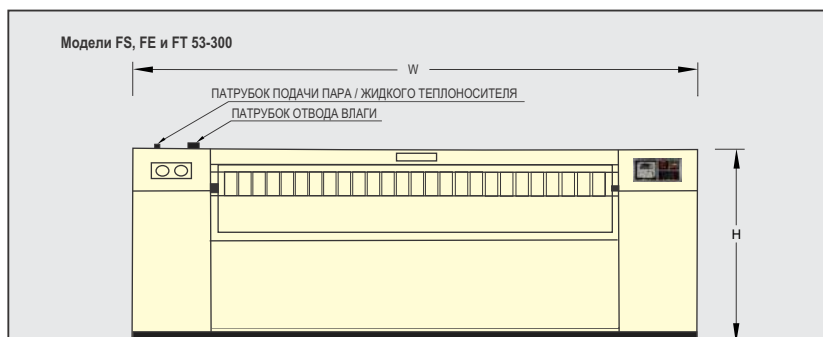 Модели FS, FE и FT 53-300
W
ПАТРУБОК ПОДАЧИ ПАРА / ЖИДКОГО ТЕПЛОНОСИТЕЛЯ
ПАТРУБОК ОТВОДА ВЛАГИ
H